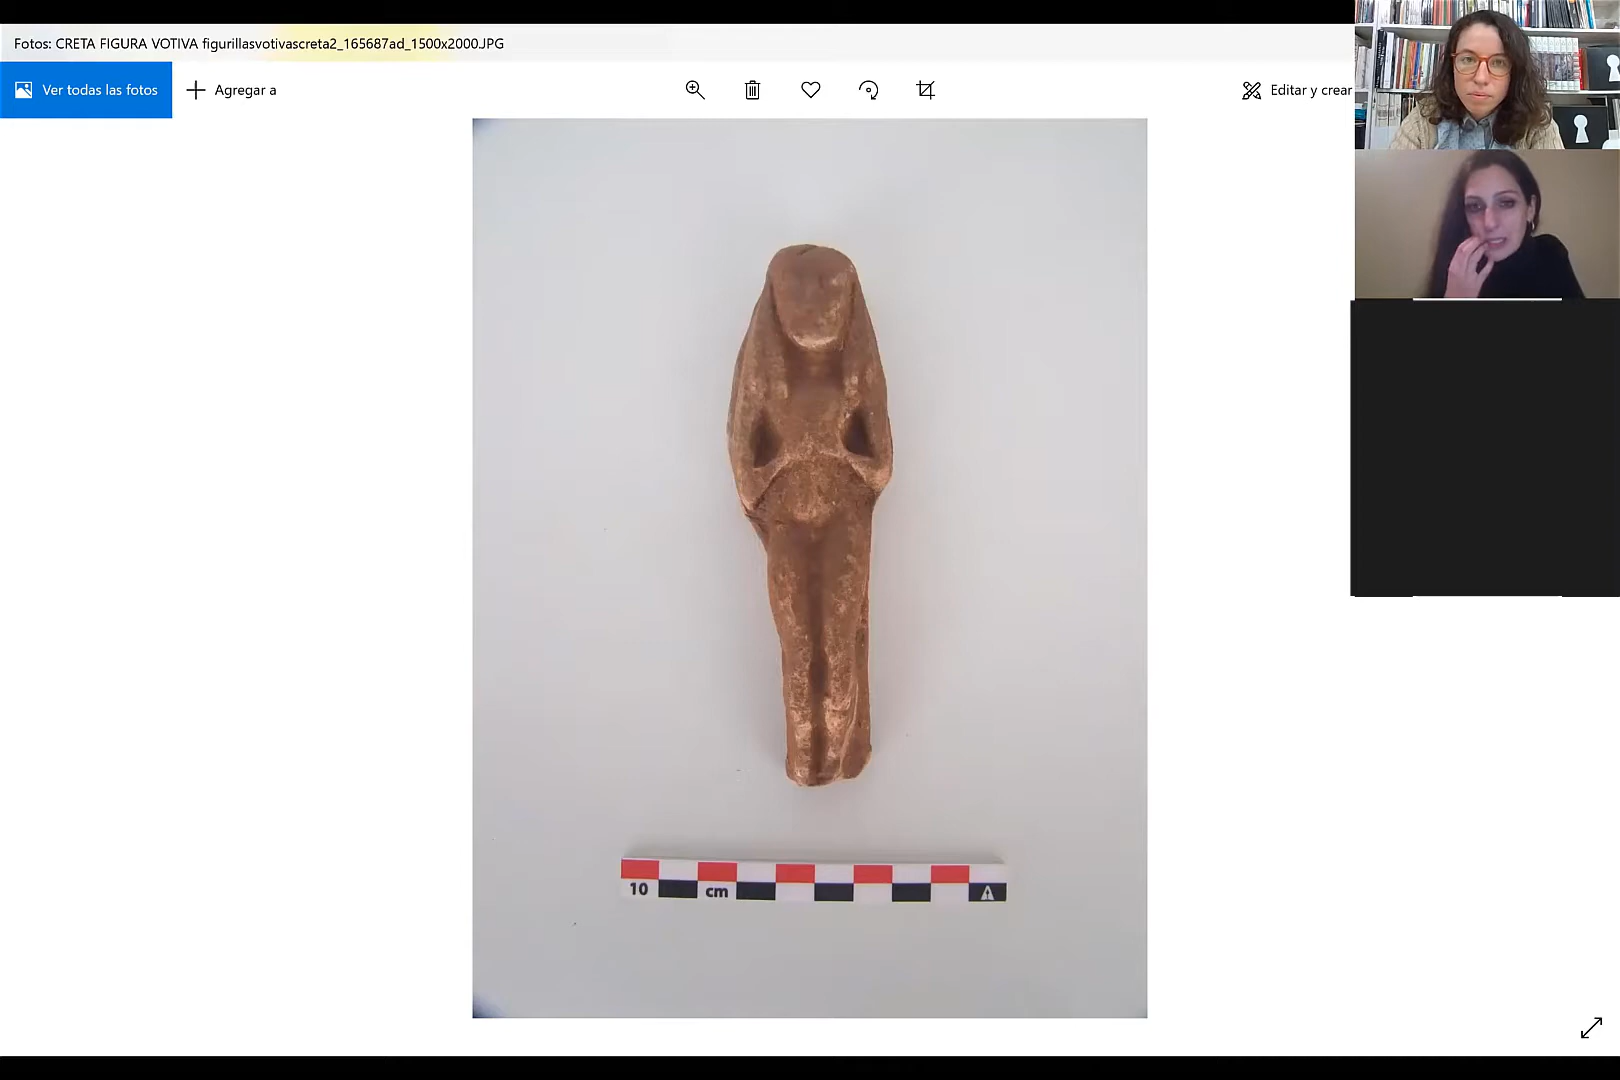 Fotos: CRETA FIGURA VOTIVA figurillasvotivascreta2_165687ad_1500x2000.JPG
Ver todas las fotos
Agregar a
Editar y crear
10 cm